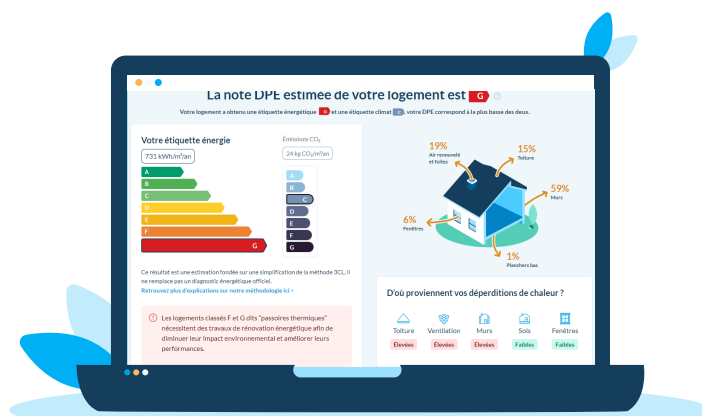 La note DPE estimée de votre logement est G
Votre logement a obtenu une étiquette énergétique G et une étiquette climat C, votre DPE correspond à la plus basse des deux.
Votre étiquette énergie
731 kWh/m²/an
A
B
C
D
E
F
G
Émissions CO₂
24 kg CO₂/m²/an
A
B
C
D
E
F
G
Ce résultat est une estimation fondée sur une simplification de la méthode 3CL, il
ne remplace pas un diagnostic énergétique officiel.
Retrouvez plus d'explications sur notre méthodologie ici ›
Les logements classés F et G dits "passoires thermiques"
nécessitent des travaux de rénovation énergétique afin de
diminuer leur impact environnemental et améliorer leurs
performances.
19%
Air renouvelé
et fuites
15%
Toiture
59%
Murs
6%
Fenêtres
1%
Planchers bas
D'où proviennent vos déperditions de chaleur ?
Toiture Ventilation Murs Sols Fenêtres
Élevées Élevées Élevées Faibles Faibles